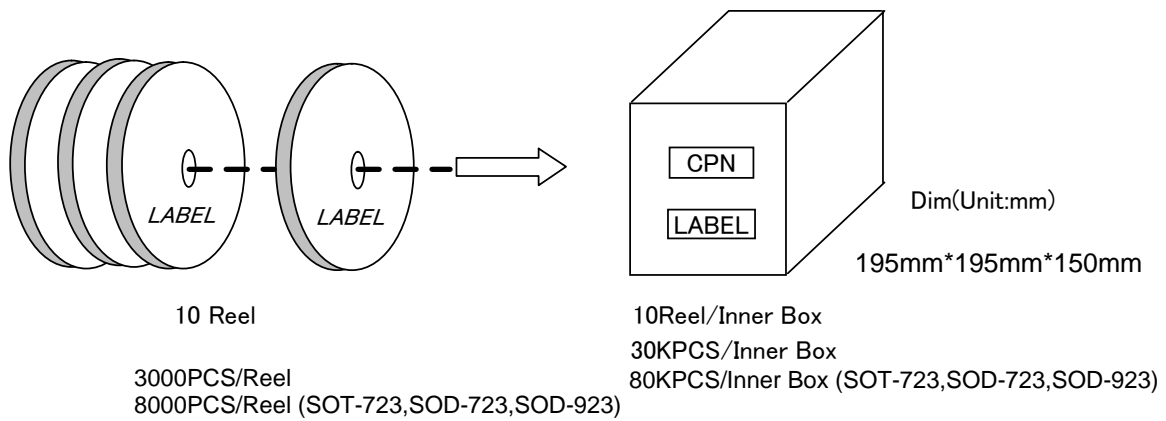 LABEL
LABEL
CPN
LABEL
Dim(Unit:mm)
195mm*195mm*150mm
10 Reel
3000PCS/Reel
8000PCS/Reel (SOT-723,SOD-723,SOD-923)
10Reel/Inner Box
30KPCS/Inner Box
80KPCS/Inner Box (SOT-723,SOD-723,SOD-923)